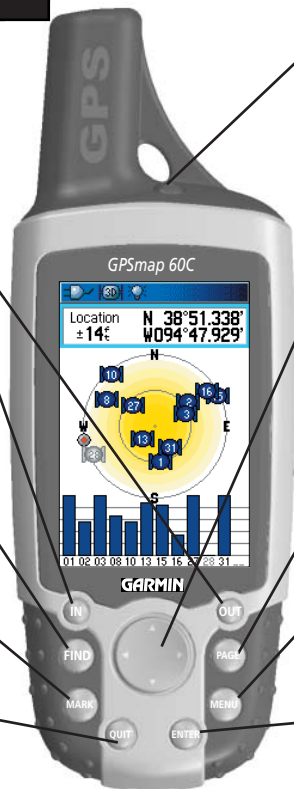 GPS
GPSmap 60C
3D
Location N 38°51.338'
±14ft W094°47.929'
N
10
8 27 2 16
3
W E
13
31
28 1
S
01 02 03 08 10 13 15 16 27 28 31
GARMIN
IN OUT
FIND PAGE
MARK MENU
QUIT ENTER